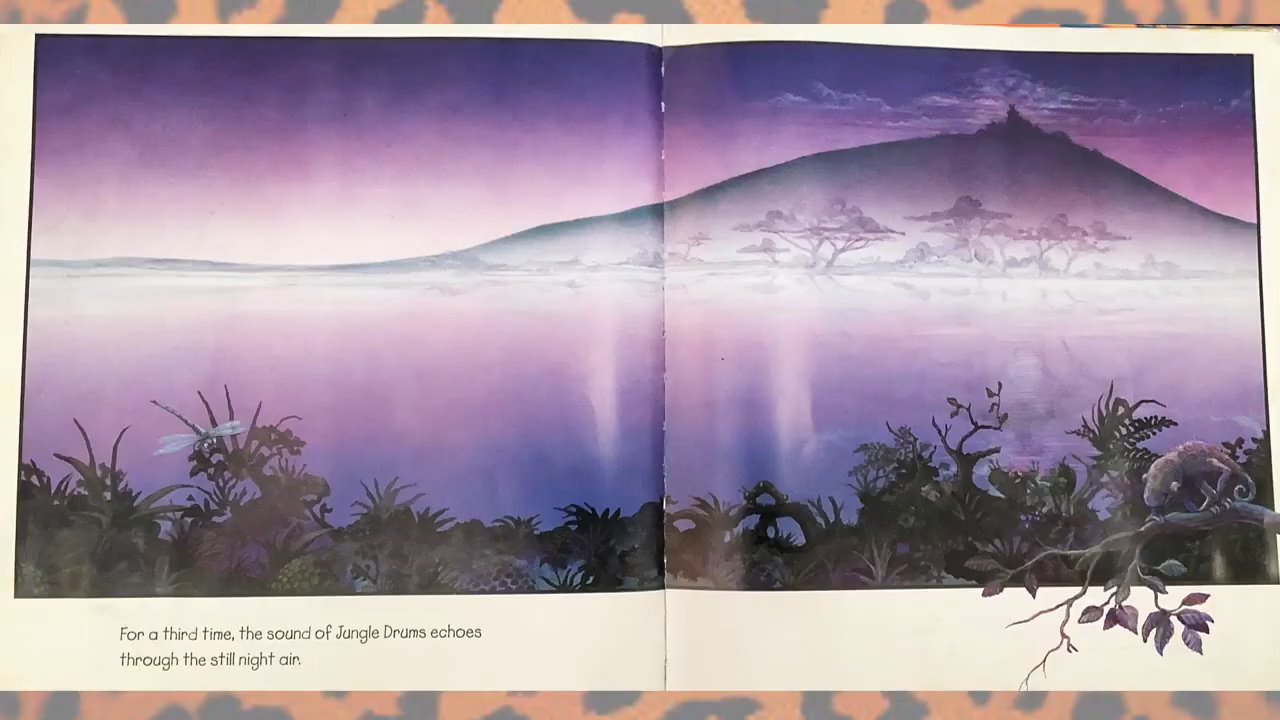 For a third time, the sound of Jungle Drums echoes
through the still night air.